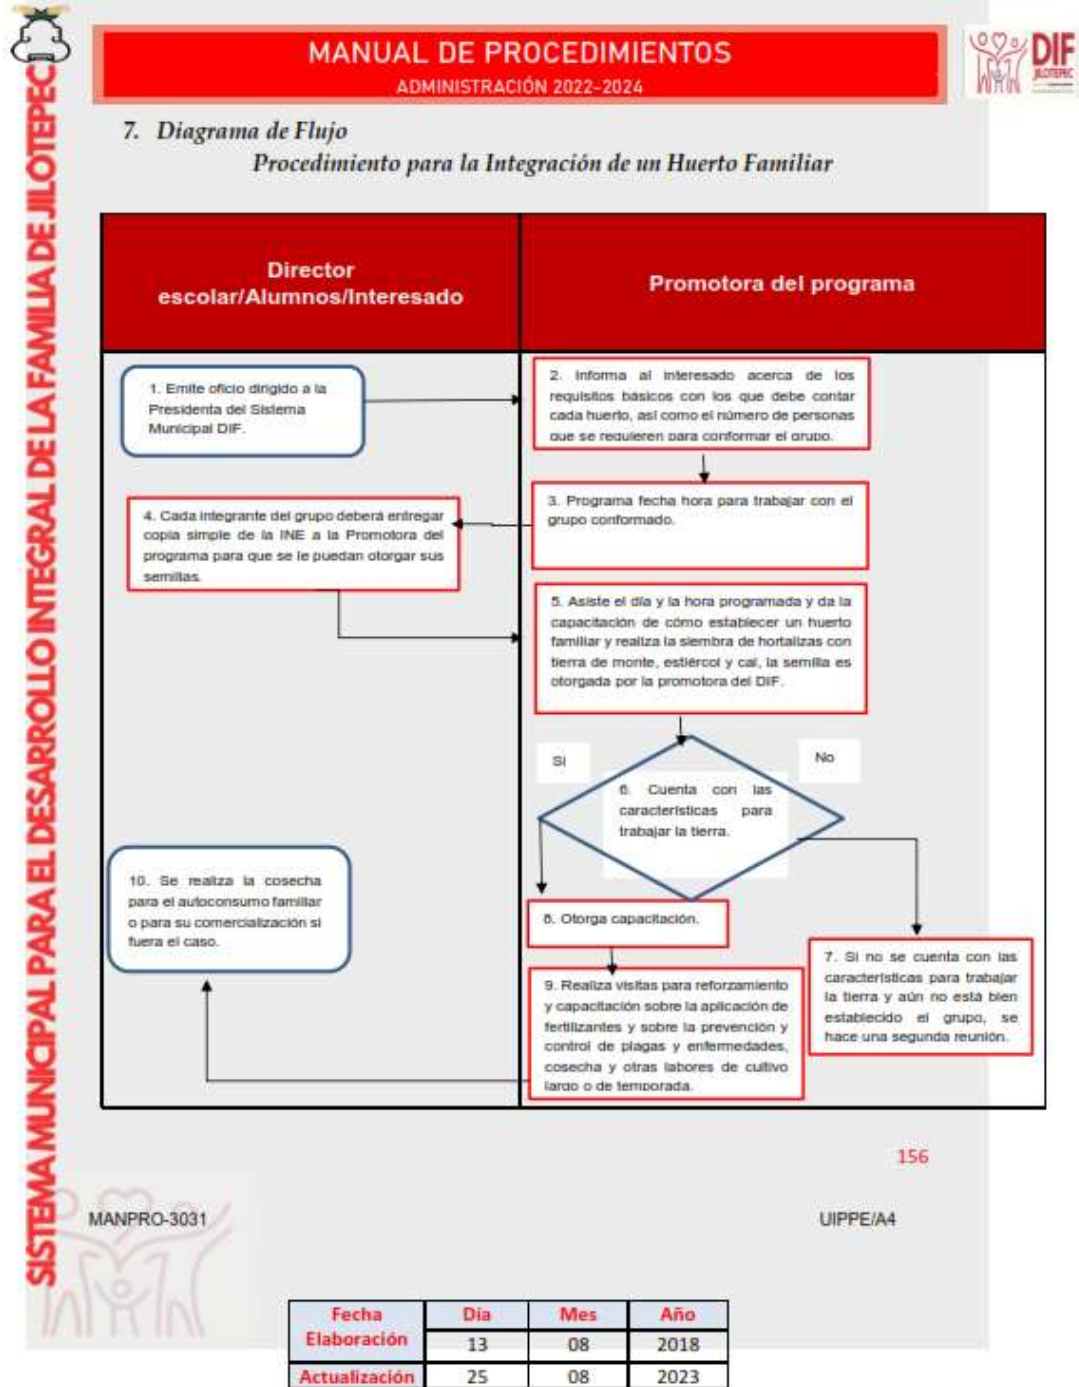 MANUAL DE PROCEDIMIENTOS
ADMINISTRACIÓN 2022-2024
DIF
JILOTEPEC
SISTEMA MUNICIPAL PARA EL DESARROLLO INTEGRAL DE LA FAMILIA DE JILOTEPEC
7. Diagrama de Flujo
Procedimiento para la Integración de un Huerto Familiar
Director
escolar/Alumnos/Interesado
Promotora del programa
1. Emite oficio dirigido a la
Presidenta del Sistema
Municipal DIF.
2. Informa al interesado acerca de los
requisitos básicos con los que debe contar
cada huerto, así como el número de personas
que se requieren para conformar el grupo.
3. Programa fecha hora para trabajar con el
grupo conformado.
4. Cada integrante del grupo deberá entregar
copia simple de la INE a la Promotora del
programa para que se le puedan otorgar sus
semillas.
5. Asiste el día y la hora programada y da la
capacitación de cómo establecer un huerto
familiar y realiza la siembra de hortalizas con
tierra de monte, estiércol y cal, la semilla es
otorgada por la promotora del DIF.
Si
No
6. Cuenta con las
características para
trabajar la tierra.
10. Se realiza la cosecha
para el autoconsumo familiar
o para su comercialización si
fuera el caso.
8. Otorga capacitación.
7. Si no se cuenta con las
características para trabajar
la tierra y aún no está bien
establecido el grupo, se
hace una segunda reunión.
9. Realiza visitas para reforzamiento
y capacitación sobre la aplicación de
fertilizantes y sobre la prevención y
control de plagas y enfermedades,
cosecha y otras labores de cultivo
largo o de temporada.
156
MANPRO-3031
UIPPE/A4
Fecha Día Mes Año
Elaboración 13 08 2018
Actualización 25 08 2023